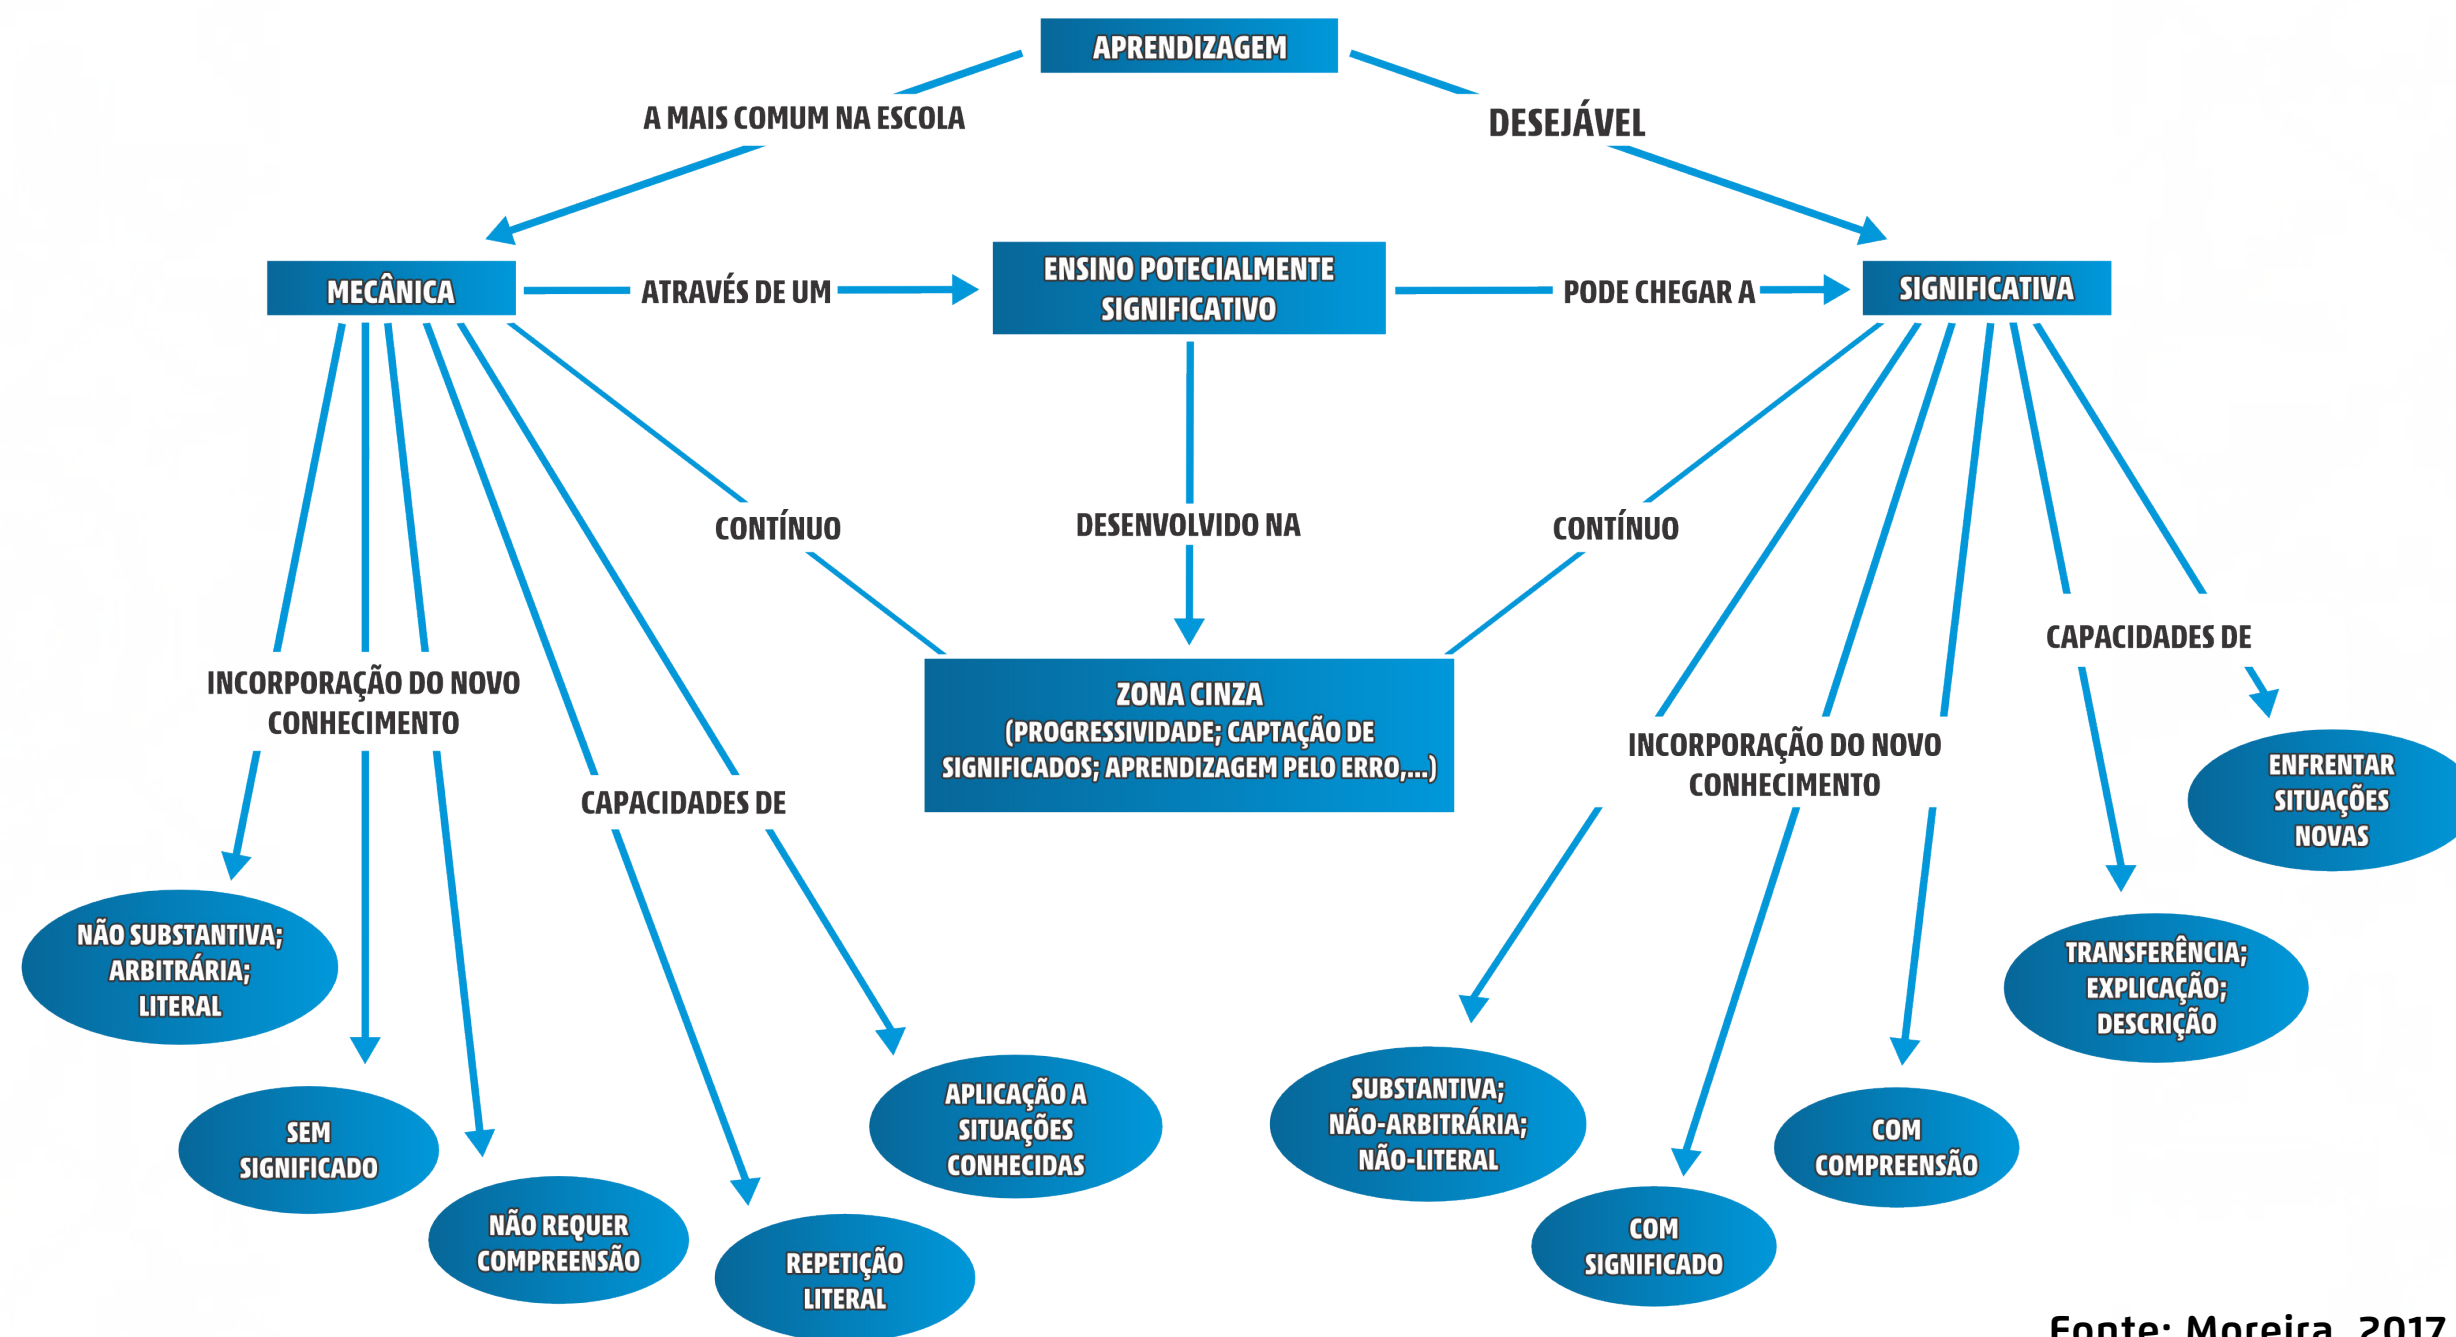 APRENDIZAGEM
A MAIS COMUM NA ESCOLA
DESEJÁVEL
MECÂNICA
ATRAVÉS DE UM
ENSINO POTECIALMENTE
SIGNIFICATIVO
PODE CHEGAR A
SIGNIFICATIVA
CONTÍNUO
DESENVOLVIDO NA
CONTÍNUO
CAPACIDADES DE
INCORPORAÇÃO DO NOVO
CONHECIMENTO
ZONA CINZA
(PROGRESSIVIDADE; CAPTAÇÃO DE
SIGNIFICADOS; APRENDIZAGEM PELO ERRO,...)
INCORPORAÇÃO DO NOVO
CONHECIMENTO
CAPACIDADES DE
ENFRENTAR
SITUAÇÕES
NOVAS
NÃO SUBSTANTIVA;
ARBITRÁRIA;
LITERAL
TRANSFERÊNCIA;
EXPLICAÇÃO;
DESCRIÇÃO
SEM
SIGNIFICADO
APLICAÇÃO A
SITUAÇÕES
CONHECIDAS
SUBSTANTIVA;
NÃO-ARBITRÁRIA;
NÃO-LITERAL
COM
COMPREENSÃO
NÃO REQUER
COMPREENSÃO
REPETIÇÃO
LITERAL
COM
SIGNIFICADO
Fonte: Moreira, 2017